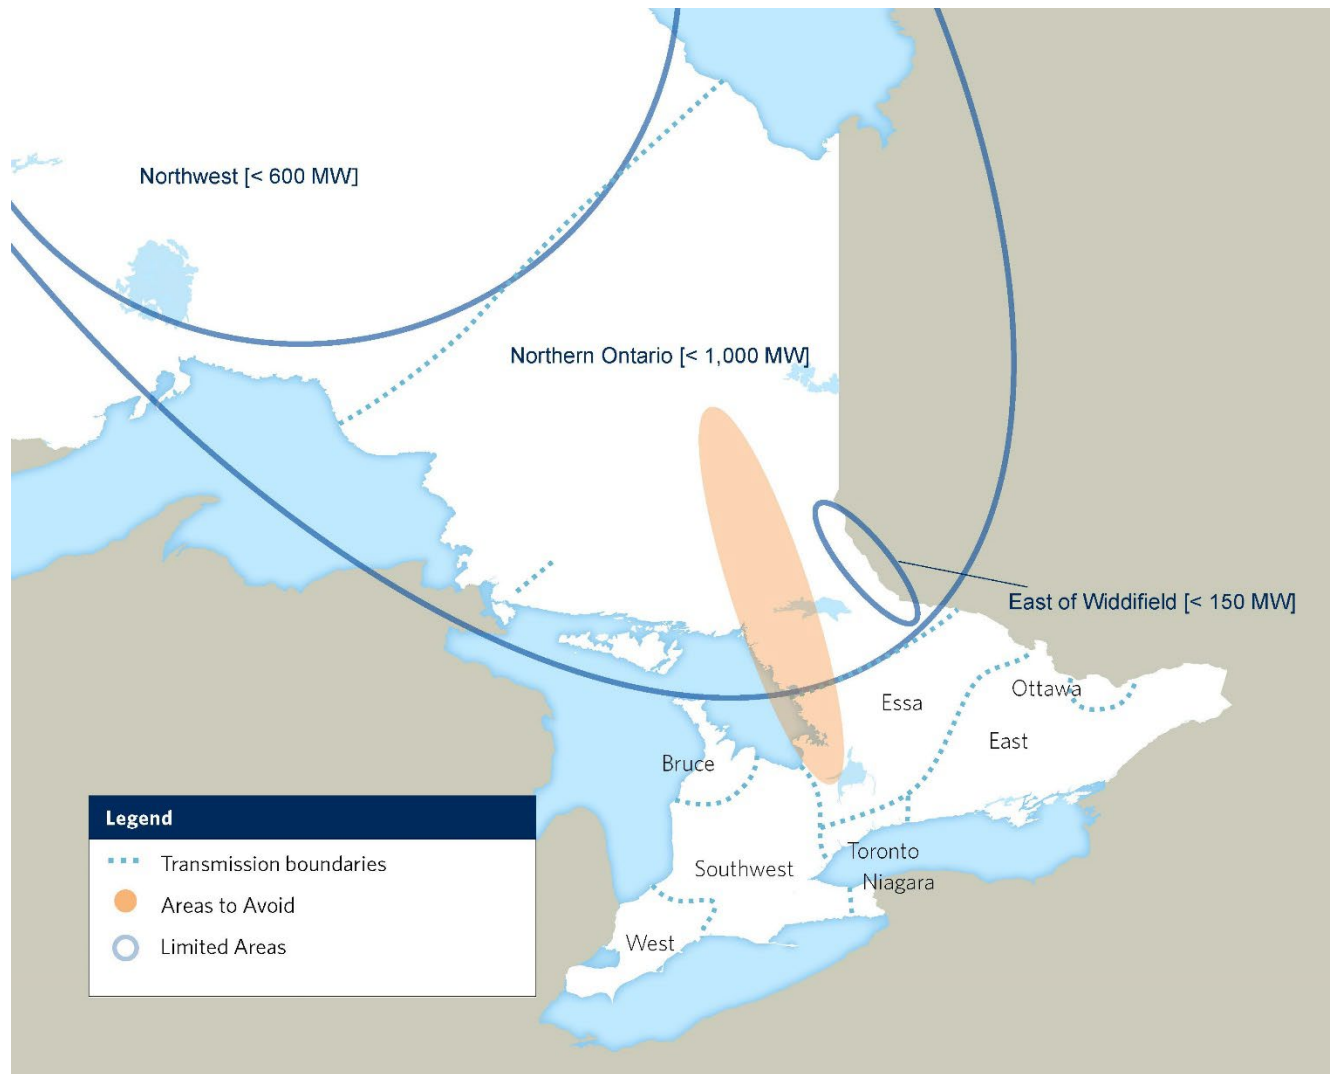 Northwest [< 600 MW]
Northern Ontario [< 1,000 MW]
East of Widdifield [< 150 MW]
Essa
Ottawa
East
Bruce
Toronto
Southwest
Niagara
West
Legend
Transmission boundaries
Areas to Avoid
Limited Areas